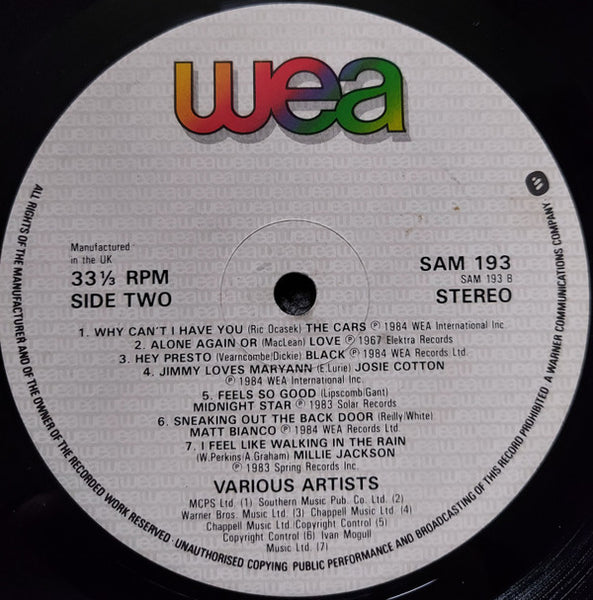 wea
Manufactured
in the UK
33⅓ RPM
SIDE TWO
SAM 193
SAM 193 B
STEREO
1. WHY CAN'T I HAVE YOU (Ric Ocasek) THE CARS ℗ 1984 WEA International Inc.
2. ALONE AGAIN OR (MacLean) LOVE ℗ 1967 Elektra Records
3. HEY PRESTO (Vearncombe/Dickie) BLACK ℗ 1984 WEA Records Ltd.
4. JIMMY LOVES MARYANN (E.Lurie) JOSIE COTTON
℗ 1984 WEA International Inc.
5. FEELS SO GOOD (Lipscomb/Gant)
MIDNIGHT STAR ℗ 1983 Solar Records
6. SNEAKING OUT THE BACK DOOR (Reilly/White)
MATT BIANCO ℗ 1984 WEA Records Ltd.
7. I FEEL LIKE WALKING IN THE RAIN
(W.Perkins/A.Graham) MILLIE JACKSON
℗ 1983 Spring Records Inc.
VARIOUS ARTISTS
MCPS Ltd. (1) Southern Music Pub. Co. Ltd. (2)
Warner Bros. Music Ltd. (3) Chappell Music Ltd. (4)
Chappell Music Ltd/Copyright Control (5)
Copyright Control (6) Ivan Mogull
Music Ltd. (7)
ALL RIGHTS OF THE MANUFACTURER AND OF THE OWNER OF THE RECORDED WORK RESERVED · UNAUTHORISED COPYING PUBLIC PERFORMANCE AND BROADCASTING OF THIS RECORD PROHIBITED A WARNER COMMUNICATIONS COMPANY